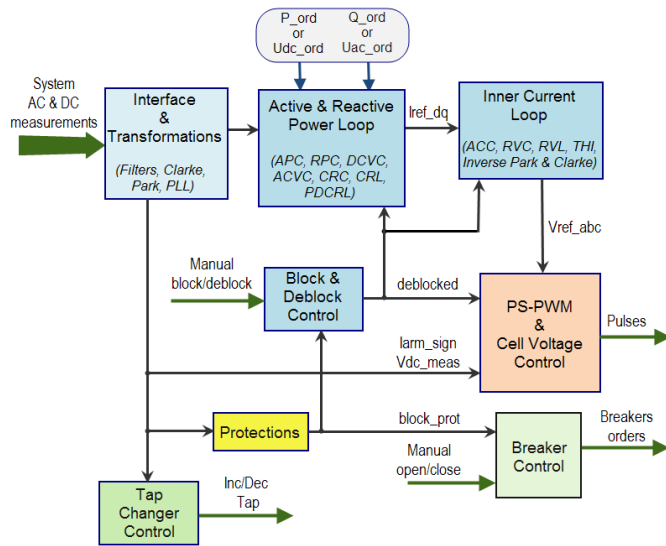 P_ord
or
Udc_ord
Q_ord
or
Uac_ord
System
AC & DC
measurements
Interface
&
Transformations
(Filters, Clarke,
Park, PLL)
Active & Reactive
Power Loop
(APC, RPC, DCVC,
ACVC, CRC, CRL,
PDCRL)
Iref_dq
Inner Current
Loop
(ACC, RVC, RVL, THI,
Inverse Park & Clarke)
Vref_abc
Manual
block/deblock
Block &
Deblock
Control
deblocked
PS-PWM
&
Cell Voltage
Control
Pulses
Iarm_sign
Vdc_meas
Protections
block_prot
Manual
open/close
Breaker
Control
Breakers
orders
Tap
Changer
Control
Inc/Dec
Tap